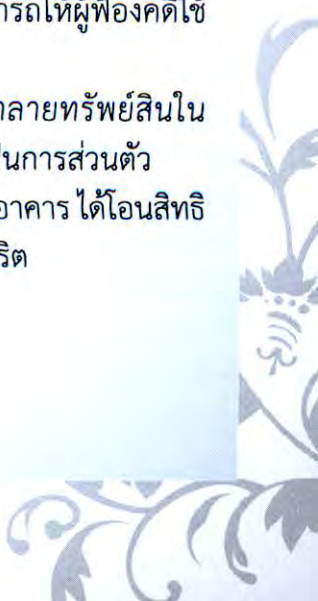 ารถให้ผู้ฟ้องคดีใช้
าลายทรัพย์สินใน
ป็นการส่วนตัว
อาคาร ได้โอนสิทธิ
ริต